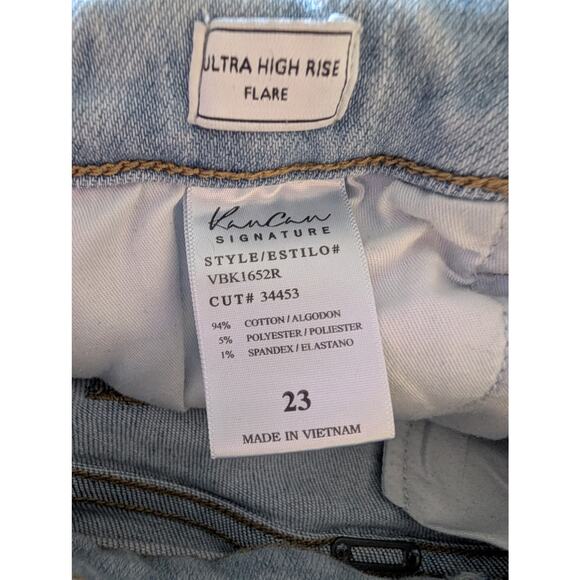 ULTRA HIGH RISE
FLARE
KanCan
SIGNATURE
STYLE/ESTILO#
VBK1652R
CUT# 34453
94% COTTON / ALGODON
5% POLYESTER / POLIESTER
1% SPANDEX / ELASTANO
23
MADE IN VIETNAM